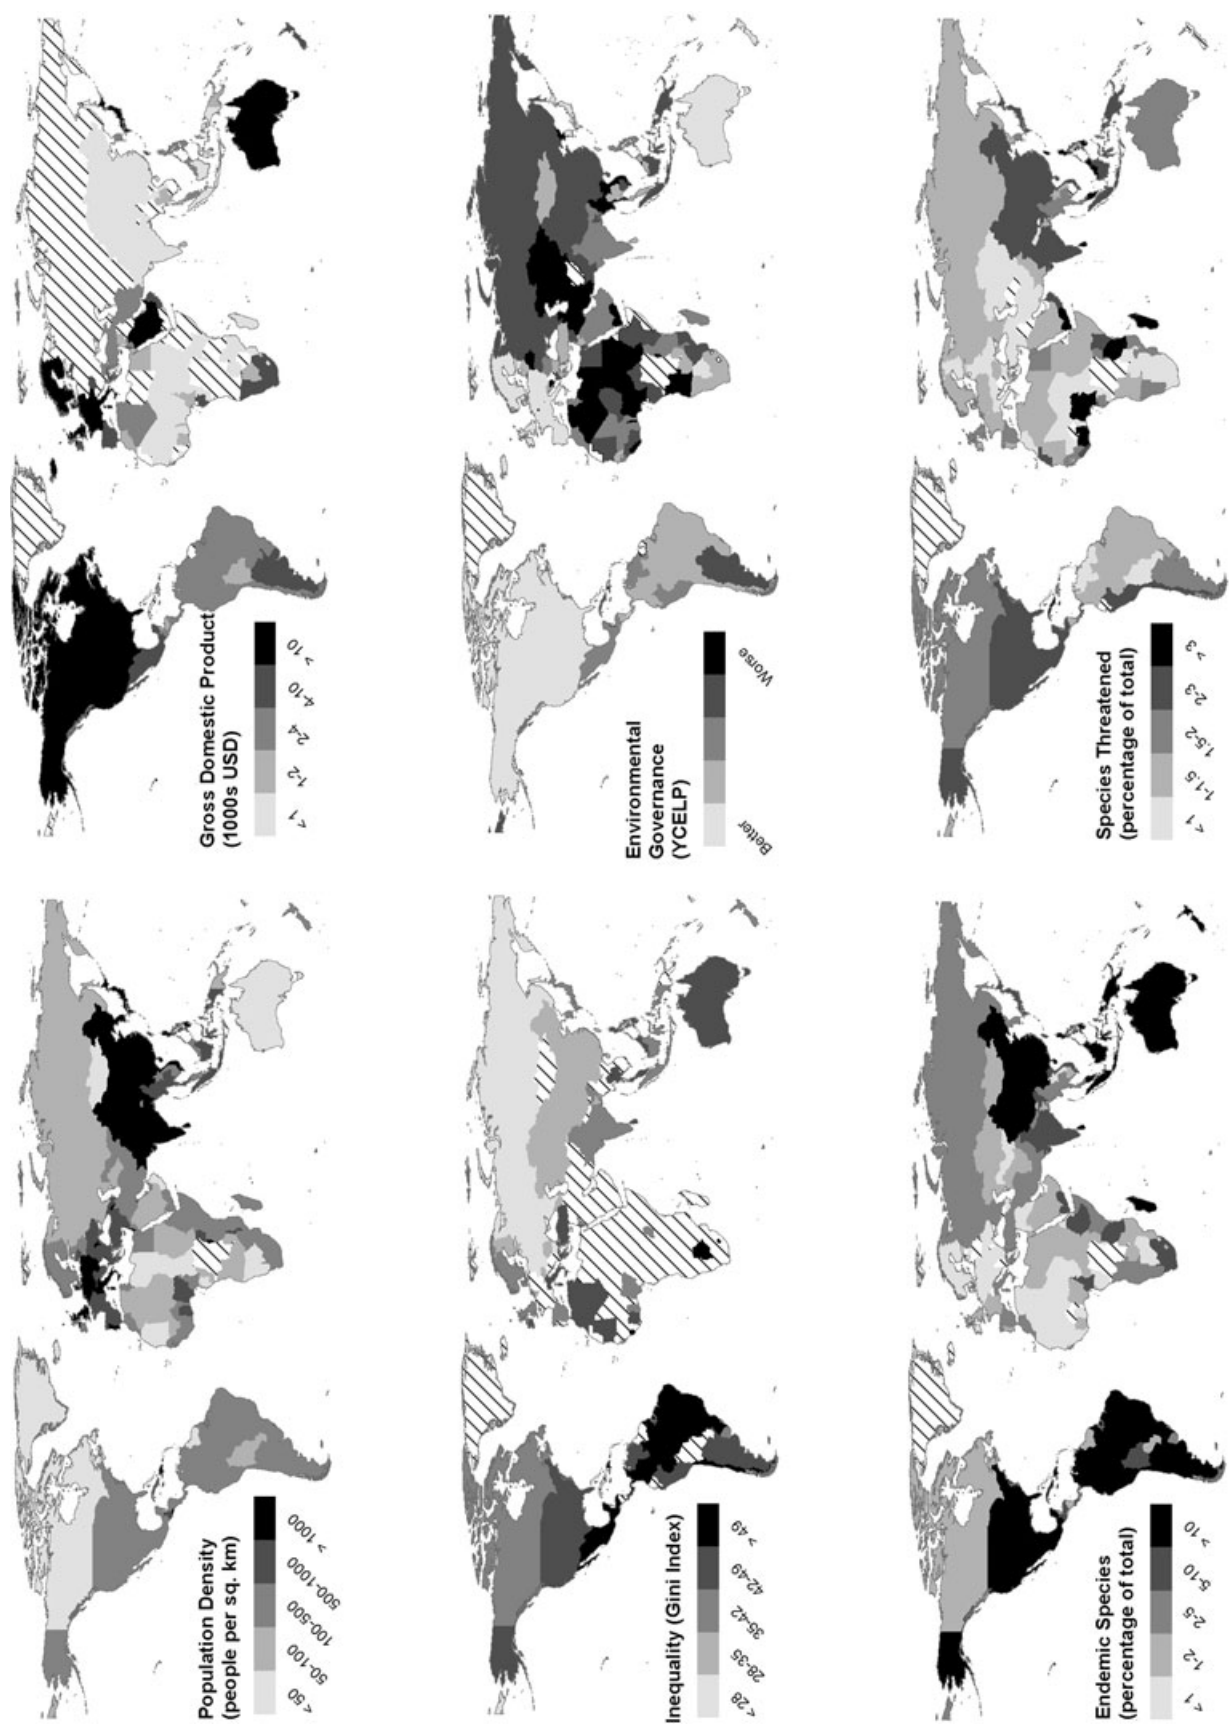 Gross Domestic Product
(1000s USD)
< 1
1-2
2-4
4-10
> 10
Environmental
Governance
(YCELP)
Better
Worse
Species Threatened
(percentage of total)
< 1
1-1.5
1.5-2
2-3
> 3
Population Density
(people per sq. km)
< 50
50-100
100-500
500-1000
> 1000
Inequality (Gini Index)
< 28
28-35
35-42
42-49
> 49
Endemic Species
(percentage of total)
< 1
1-2
2-5
5-10
> 10